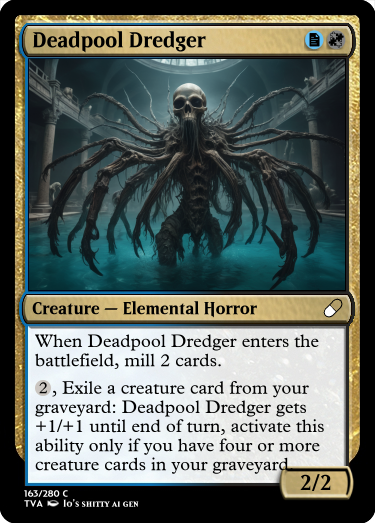 Deadpool Dredger
Creature — Elemental Horror
When Deadpool Dredger enters the
battlefield, mill 2 cards.
2, Exile a creature card from your
graveyard: Deadpool Dredger gets
+1/+1 until end of turn, activate this
ability only if you have four or more
creature cards in your graveyard
2/2
163/280 C
TVA Io's shitty ai gen